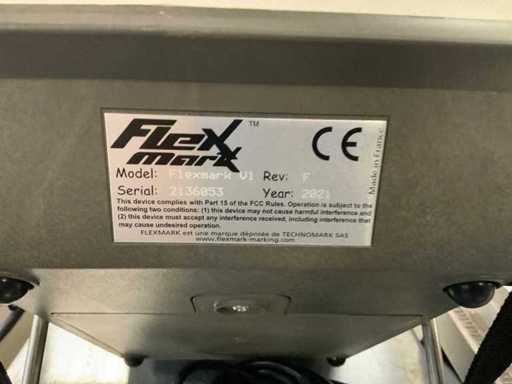 FLEX ™
MARK
CE
Model: Flexmark V1 Rev: F
Serial: 2136053 Year: 2021
Made in France
This device complies with Part 15 of the FCC Rules. Operation is subject to the
following two conditions: (1) this device may not cause harmful interference and
(2) this device must accept any interference received, including interference that
may cause undesired operation.
FLEXMARK est une marque déposée de TECHNOMARK SAS
www.flexmark-marking.com